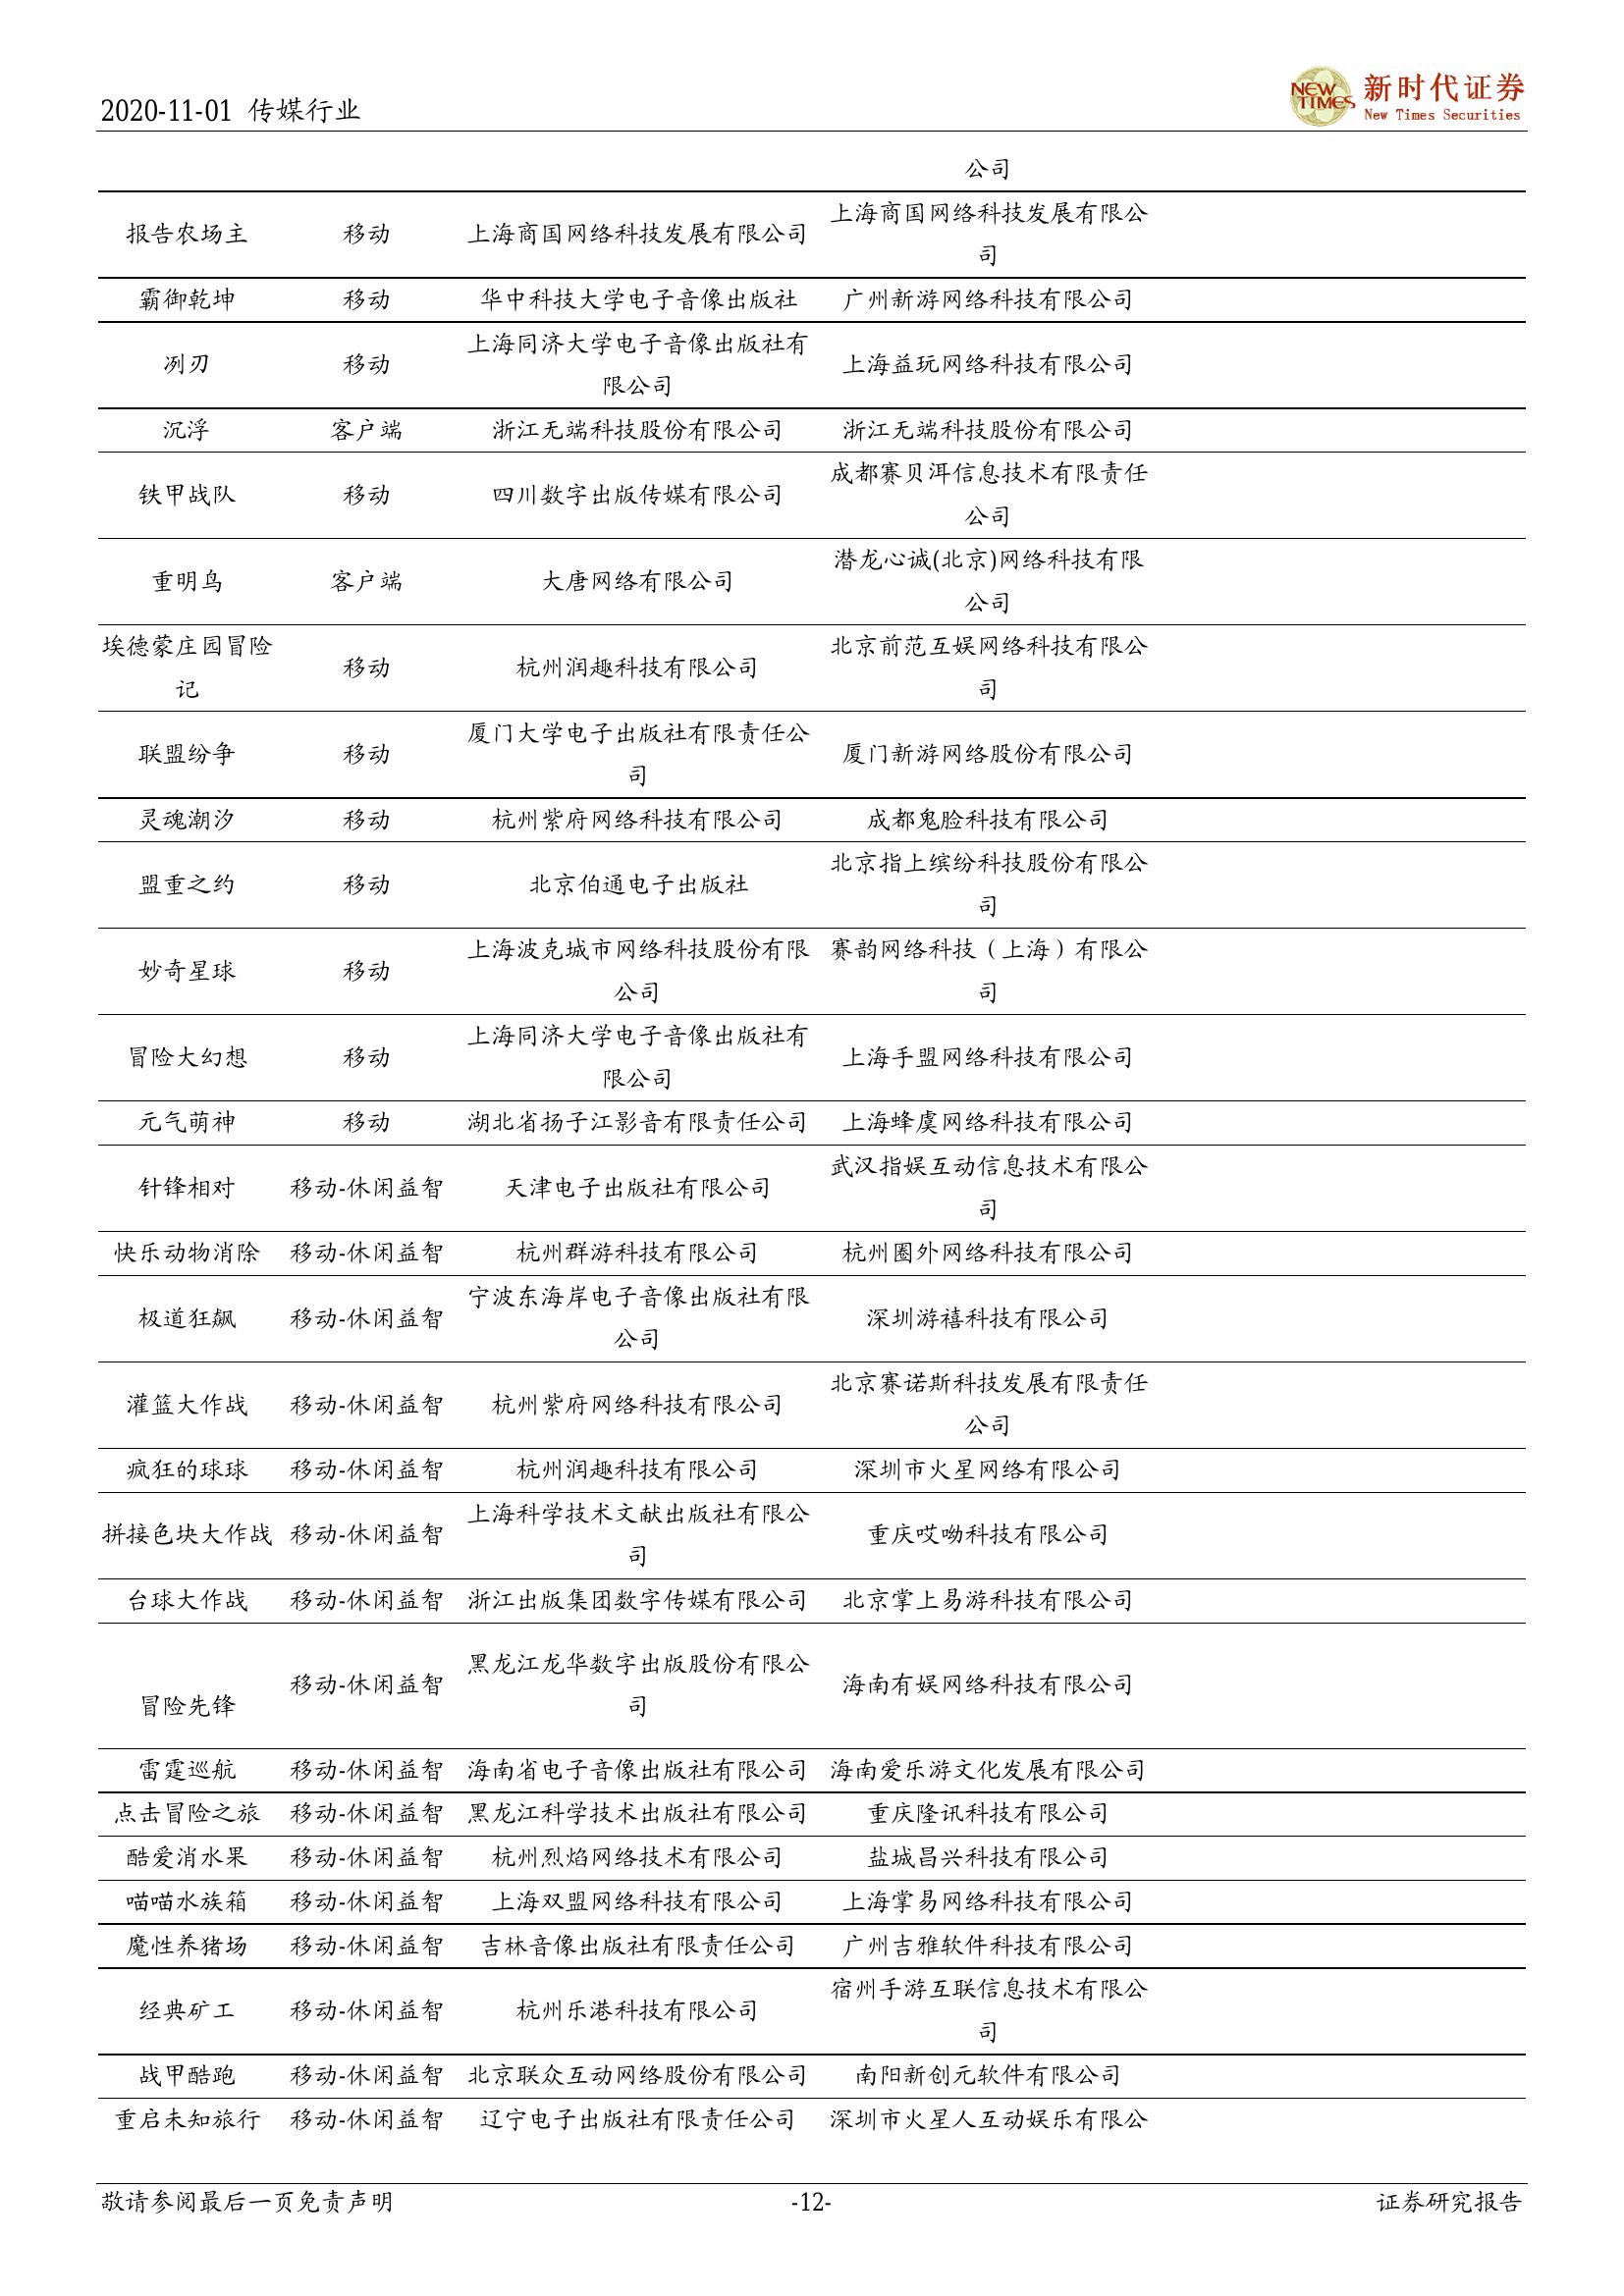 2020-11-01 传媒行业
NEW TIMES
新时代证券
New Times Securities
公司
报告农场主 移动 上海商国网络科技发展有限公司 上海商国网络科技发展有限公
司
霸御乾坤 移动 华中科技大学电子音像出版社 广州新游网络科技有限公司
冽刃 移动 上海同济大学电子音像出版社有
限公司 上海益玩网络科技有限公司
沉浮 客户端 浙江无端科技股份有限公司 浙江无端科技股份有限公司
铁甲战队 移动 四川数字出版传媒有限公司 成都赛贝洱信息技术有限责任
公司
重明鸟 客户端 大唐网络有限公司 潜龙心诚(北京)网络科技有限
公司
埃德蒙庄园冒险
记 移动 杭州润趣科技有限公司 北京前范互娱网络科技有限公
司
联盟纷争 移动 厦门大学电子出版社有限责任公
司 厦门新游网络股份有限公司
灵魂潮汐 移动 杭州紫府网络科技有限公司 成都鬼脸科技有限公司
盟重之约 移动 北京伯通电子出版社 北京指上缤纷科技股份有限公
司
妙奇星球 移动 上海波克城市网络科技股份有限
公司 赛韵网络科技（上海）有限公
司
冒险大幻想 移动 上海同济大学电子音像出版社有
限公司 上海手盟网络科技有限公司
元气萌神 移动 湖北省扬子江影音有限责任公司 上海蜂虞网络科技有限公司
针锋相对 移动-休闲益智 天津电子出版社有限公司 武汉指娱互动信息技术有限公
司
快乐动物消除 移动-休闲益智 杭州群游科技有限公司 杭州圈外网络科技有限公司
极道狂飙 移动-休闲益智 宁波东海岸电子音像出版社有限
公司 深圳游禧科技有限公司
灌篮大作战 移动-休闲益智 杭州紫府网络科技有限公司 北京赛诺斯科技发展有限责任
公司
疯狂的球球 移动-休闲益智 杭州润趣科技有限公司 深圳市火星网络有限公司
拼接色块大作战 移动-休闲益智 上海科学技术文献出版社有限公
司 重庆哎呦科技有限公司
台球大作战 移动-休闲益智 浙江出版集团数字传媒有限公司 北京掌上易游科技有限公司
冒险先锋 移动-休闲益智 黑龙江龙华数字出版股份有限公
司 海南有娱网络科技有限公司
雷霆巡航 移动-休闲益智 海南省电子音像出版社有限公司 海南爱乐游文化发展有限公司
点击冒险之旅 移动-休闲益智 黑龙江科学技术出版社有限公司 重庆隆讯科技有限公司
酷爱消水果 移动-休闲益智 杭州烈焰网络技术有限公司 盐城昌兴科技有限公司
喵喵水族箱 移动-休闲益智 上海双盟网络科技有限公司 上海掌易网络科技有限公司
魔性养猪场 移动-休闲益智 吉林音像出版社有限责任公司 广州吉雅软件科技有限公司
经典矿工 移动-休闲益智 杭州乐港科技有限公司 宿州手游互联信息技术有限公
司
战甲酷跑 移动-休闲益智 北京联众互动网络股份有限公司 南阳新创元软件有限公司
重启未知旅行 移动-休闲益智 辽宁电子出版社有限责任公司 深圳市火星人互动娱乐有限公
敬请参阅最后一页免责声明 -12- 证券研究报告